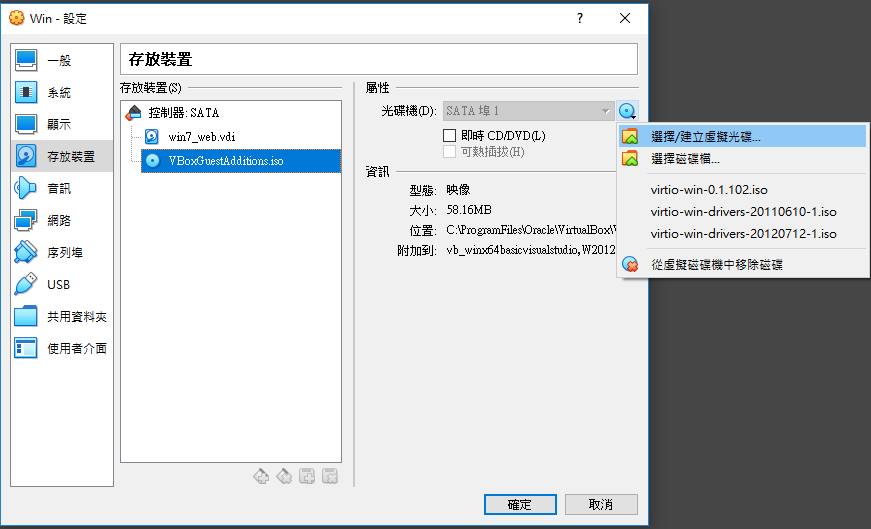 Win - 設定
?
一般
系統
顯示
存放裝置
音訊
網路
序列埠
USB
共用資料夾
使用者介面
存放裝置
存放裝置(S)
控制器: SATA
win7_web.vdi
VBoxGuestAdditions.iso
屬性
光碟機(D): SATA 埠 1
即時 CD/DVD(L)
可熱插拔(H)
資訊
型態: 映像
大小: 58.16MB
位置: C:\ProgramFiles\Oracle\VirtualBox\
附加到: vb_winx64basicvisualstudio,W2012
選擇/建立虛擬光碟...
選擇磁碟檔...
virtio-win-0.1.102.iso
virtio-win-drivers-20110610-1.iso
virtio-win-drivers-20120712-1.iso
從虛擬磁碟機中移除磁碟
確定
取消